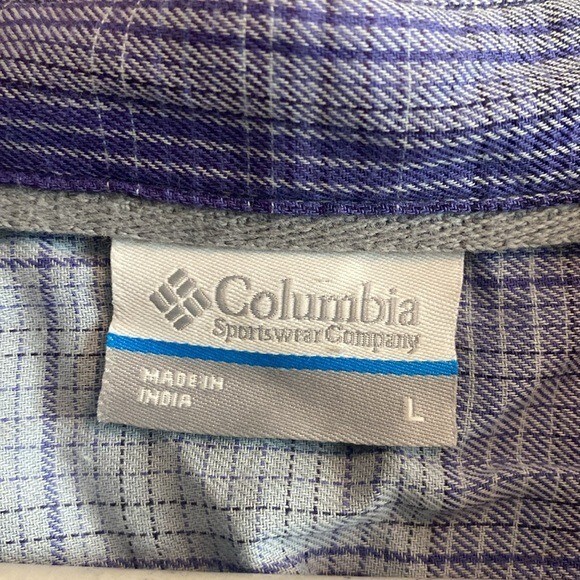 Columbia
Sportswear Company
MADE IN
INDIA
L